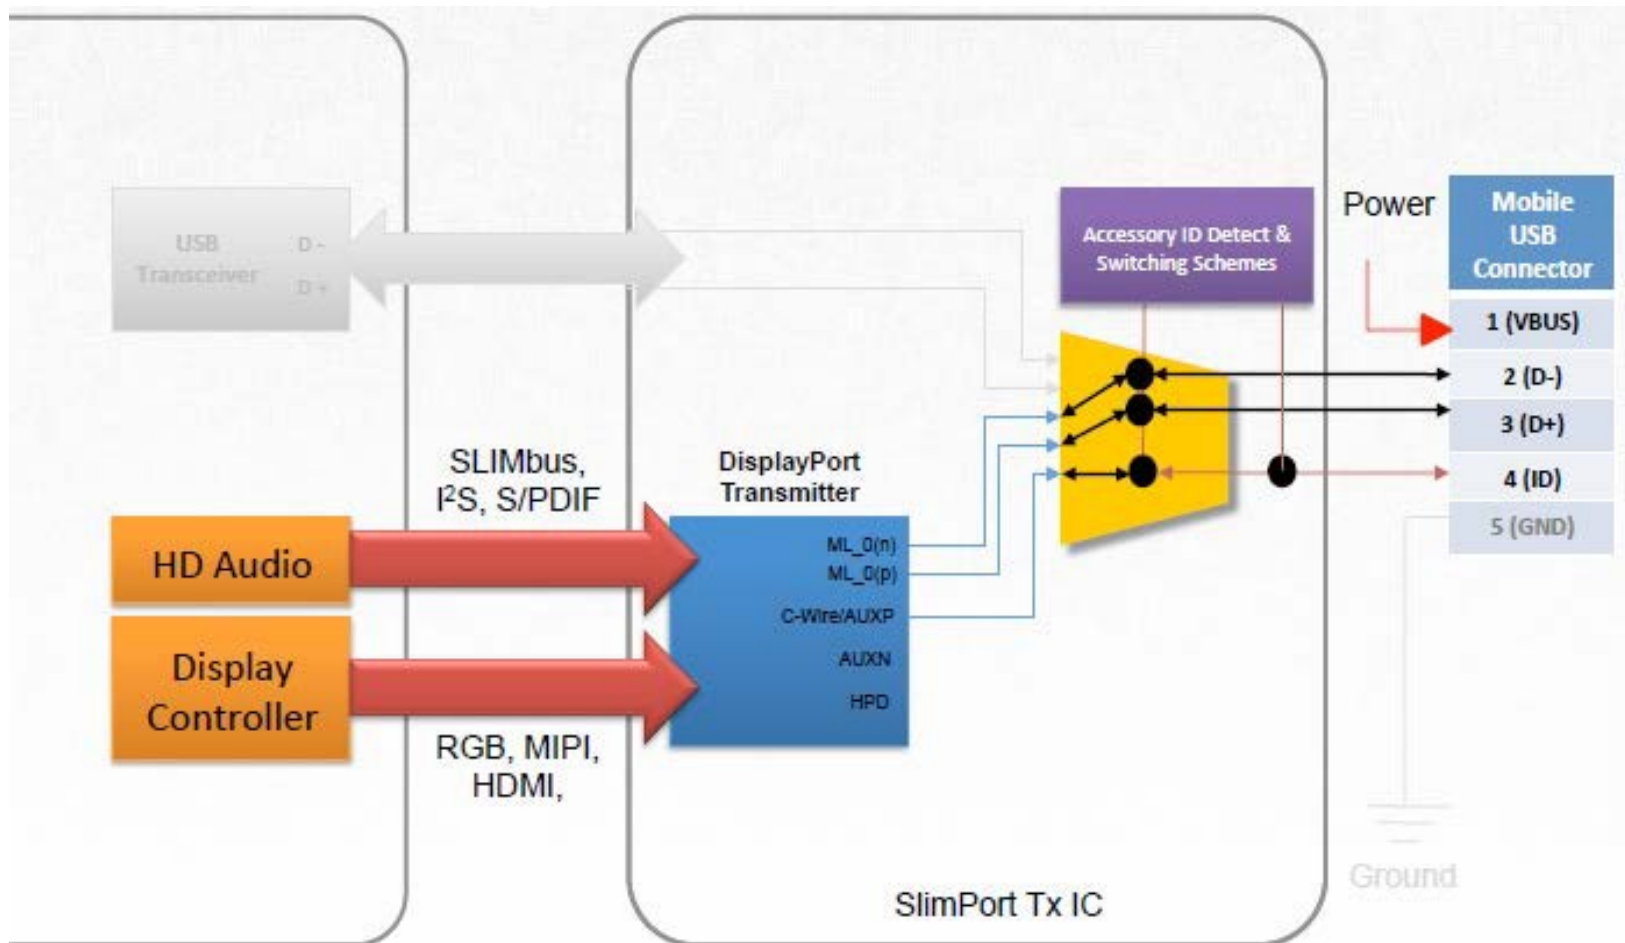 USB
Transceiver
D -
D +
SLIMbus,
I²S, S/PDIF
HD Audio
Display
Controller
RGB, MIPI,
HDMI,
DisplayPort
Transmitter
ML_0(n)
ML_0(p)
C-Wire/AUXP
AUXN
HPD
Accessory ID Detect &
Switching Schemes
SlimPort Tx IC
Power
Mobile
USB
Connector
1 (VBUS)
2 (D-)
3 (D+)
4 (ID)
5 (GND)
Ground